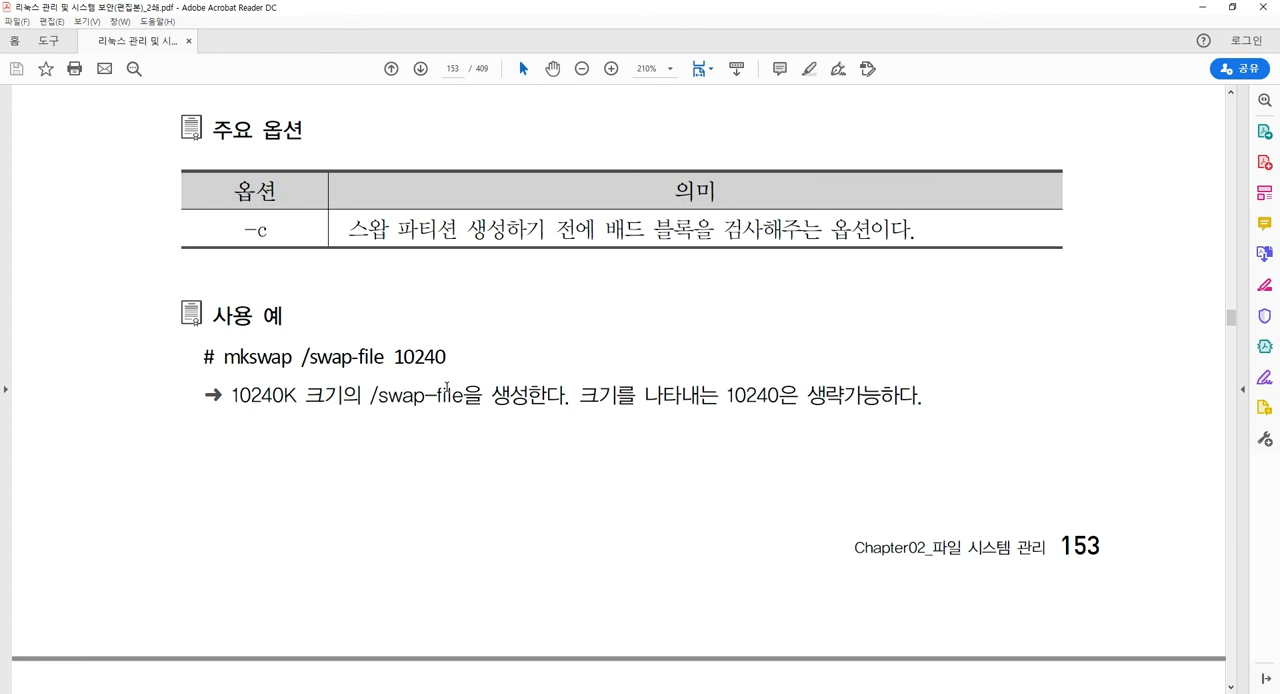 리눅스 관리 및 시스템 보안(편집본)_2쇄.pdf - Adobe Acrobat Reader DC
파일(F) 편집(E) 보기(V) 창(W) 도움말(H)
홈 도구 리눅스 관리 및 시... × 로그인
153 / 409 210% 공유
주요 옵션
옵션 의미
-c 스왑 파티션 생성하기 전에 배드 블록을 검사해주는 옵션이다.
사용 예
# mkswap /swap-file 10240
➜ 10240K 크기의 /swap-file을 생성한다. 크기를 나타내는 10240은 생략가능하다.
Chapter02_파일 시스템 관리 153